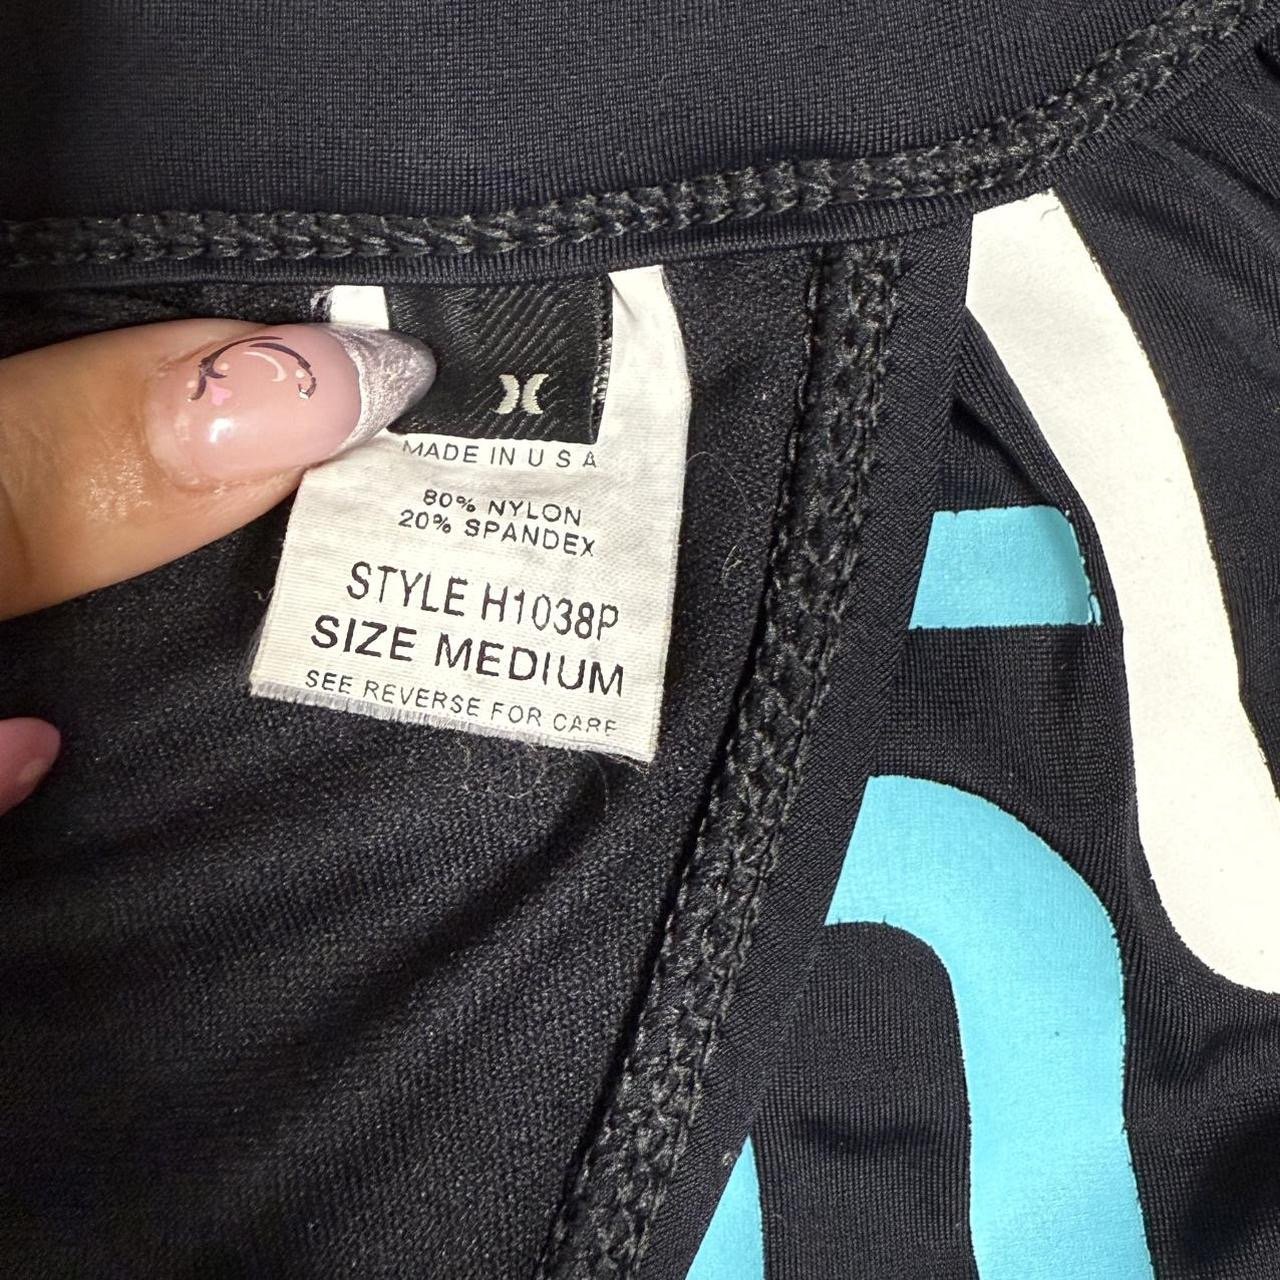 MADE IN U S A
80% NYLON
20% SPANDEX
STYLE H1038P
SIZE MEDIUM
SEE REVERSE FOR CARE